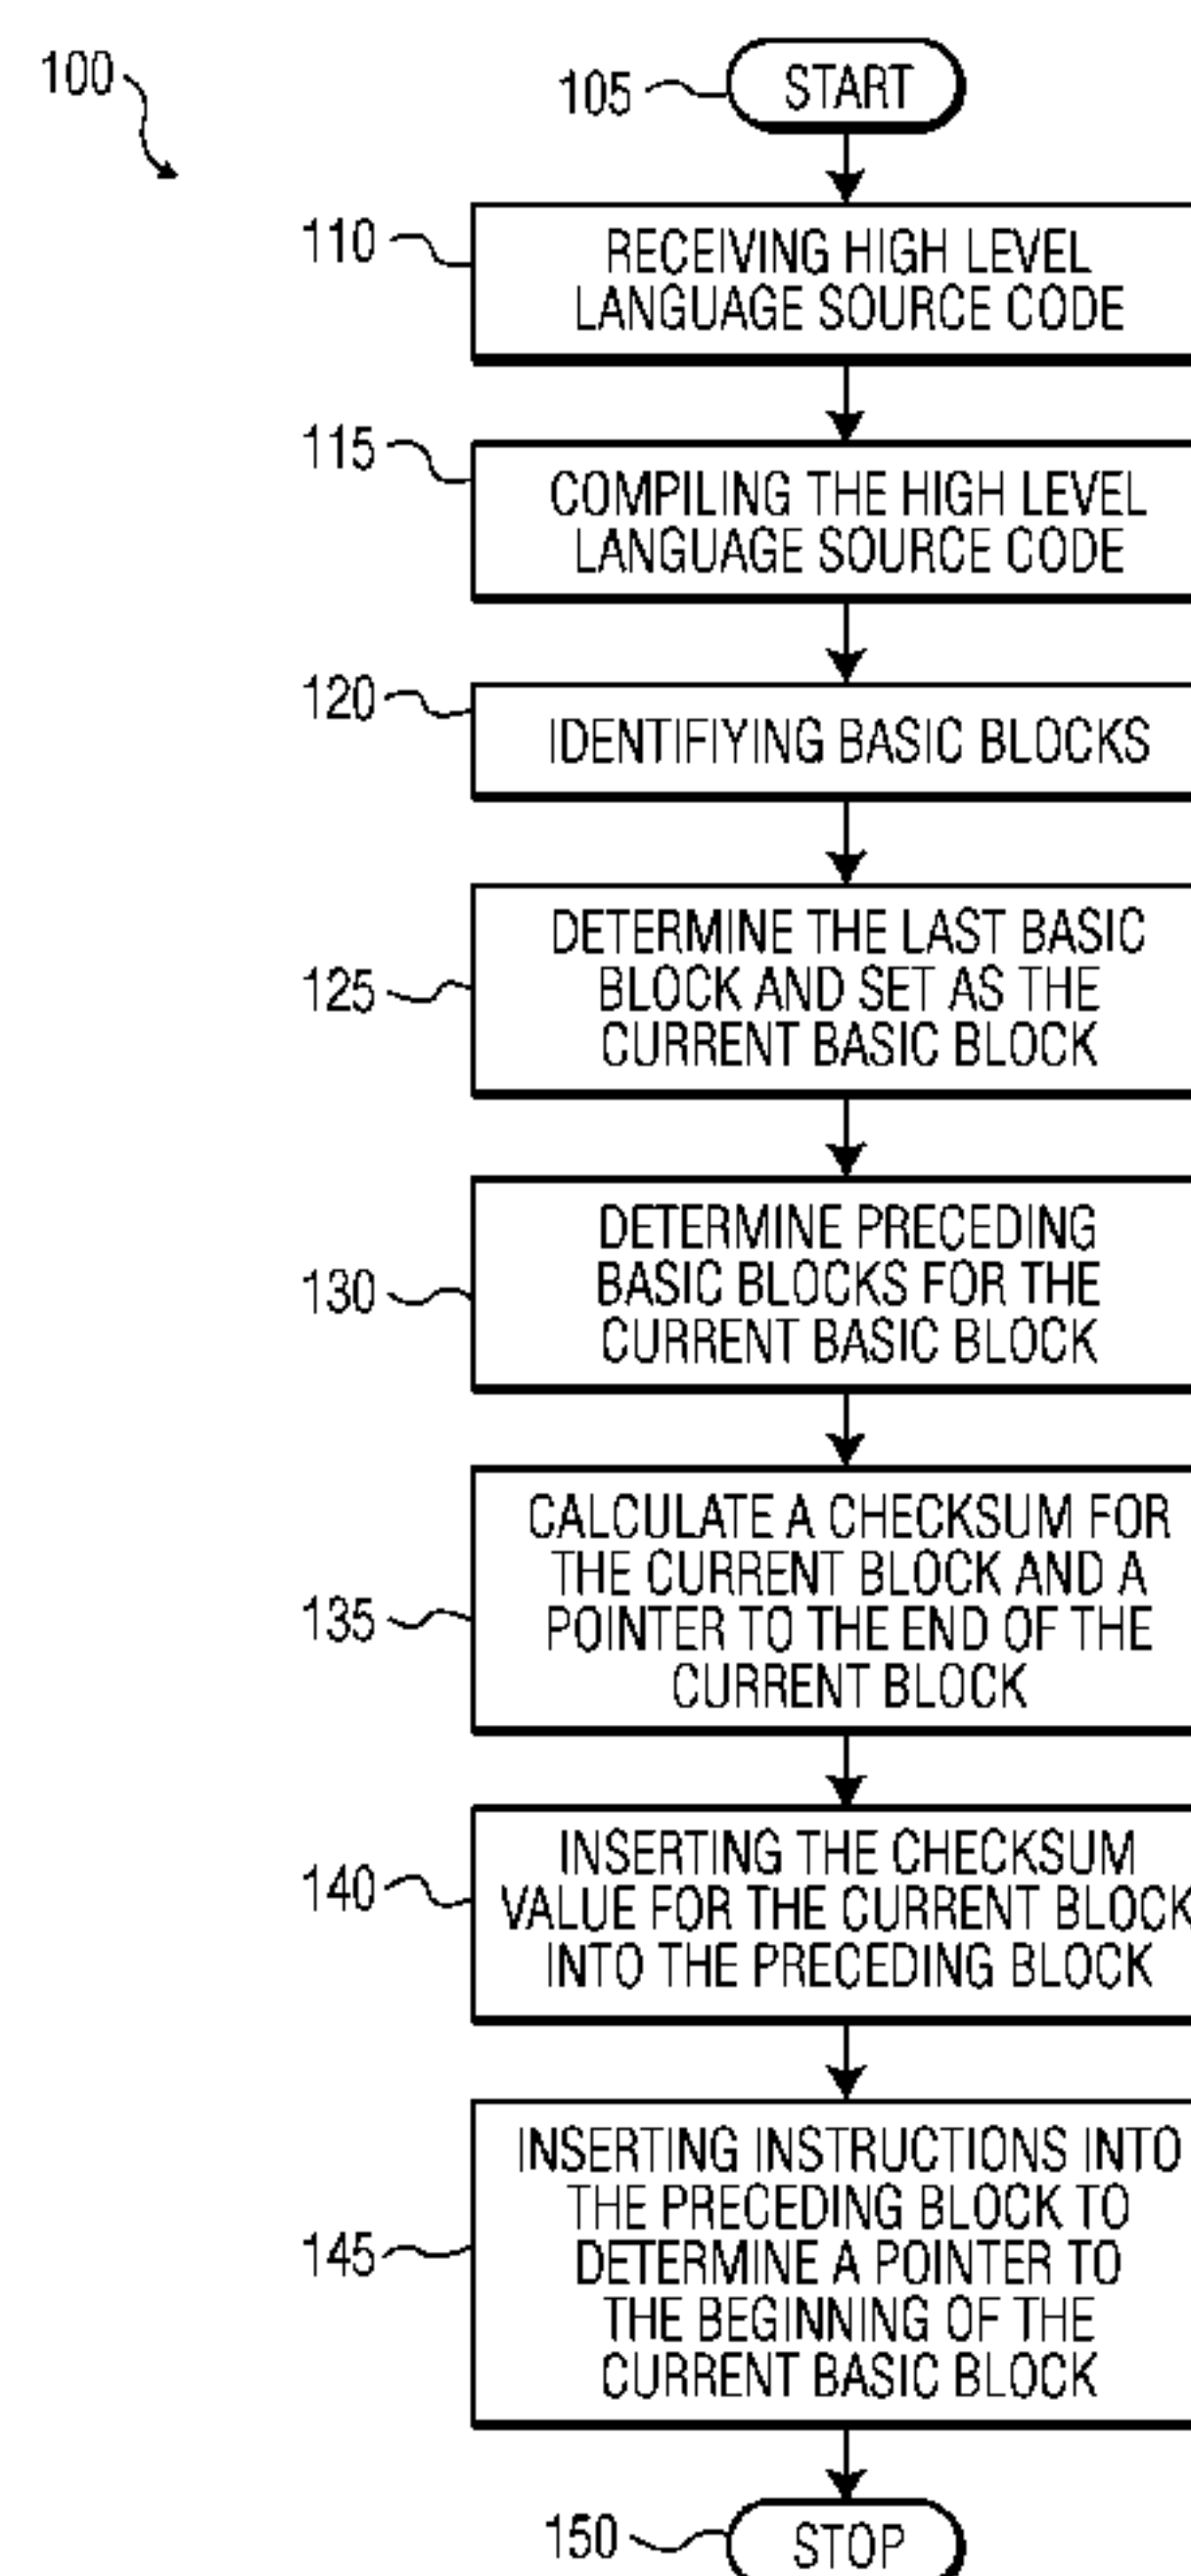 100
105
START
110
RECEIVING HIGH LEVEL
LANGUAGE SOURCE CODE
115
COMPILING THE HIGH LEVEL
LANGUAGE SOURCE CODE
120
IDENTIFIYING BASIC BLOCKS
125
DETERMINE THE LAST BASIC
BLOCK AND SET AS THE
CURRENT BASIC BLOCK
130
DETERMINE PRECEDING
BASIC BLOCKS FOR THE
CURRENT BASIC BLOCK
135
CALCULATE A CHECKSUM FOR
THE CURRENT BLOCK AND A
POINTER TO THE END OF THE
CURRENT BLOCK
140
INSERTING THE CHECKSUM
VALUE FOR THE CURRENT BLOCK
INTO THE PRECEDING BLOCK
145
INSERTING INSTRUCTIONS INTO
THE PRECEDING BLOCK TO
DETERMINE A POINTER TO
THE BEGINNING OF THE
CURRENT BASIC BLOCK
150
STOP